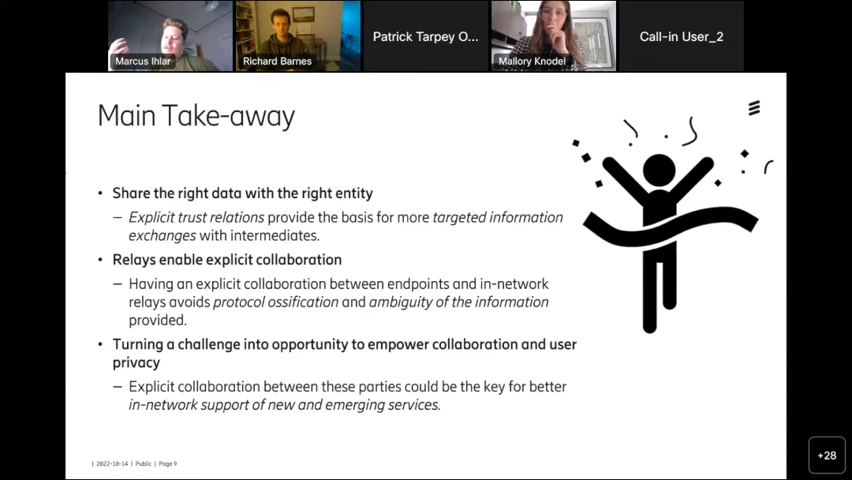 Marcus Ihlar
Richard Barnes
Patrick Tarpey O...
Mallory Knodel
Call-in User_2
Main Take-away
• Share the right data with the right entity
– Explicit trust relations provide the basis for more targeted information
exchanges with intermediates.
• Relays enable explicit collaboration
– Having an explicit collaboration between endpoints and in-network
relays avoids protocol ossification and ambiguity of the information
provided.
• Turning a challenge into opportunity to empower collaboration and user
privacy
– Explicit collaboration between these parties could be the key for better
in-network support of new and emerging services.
| 2022-10-14 | Public | Page 9
+28